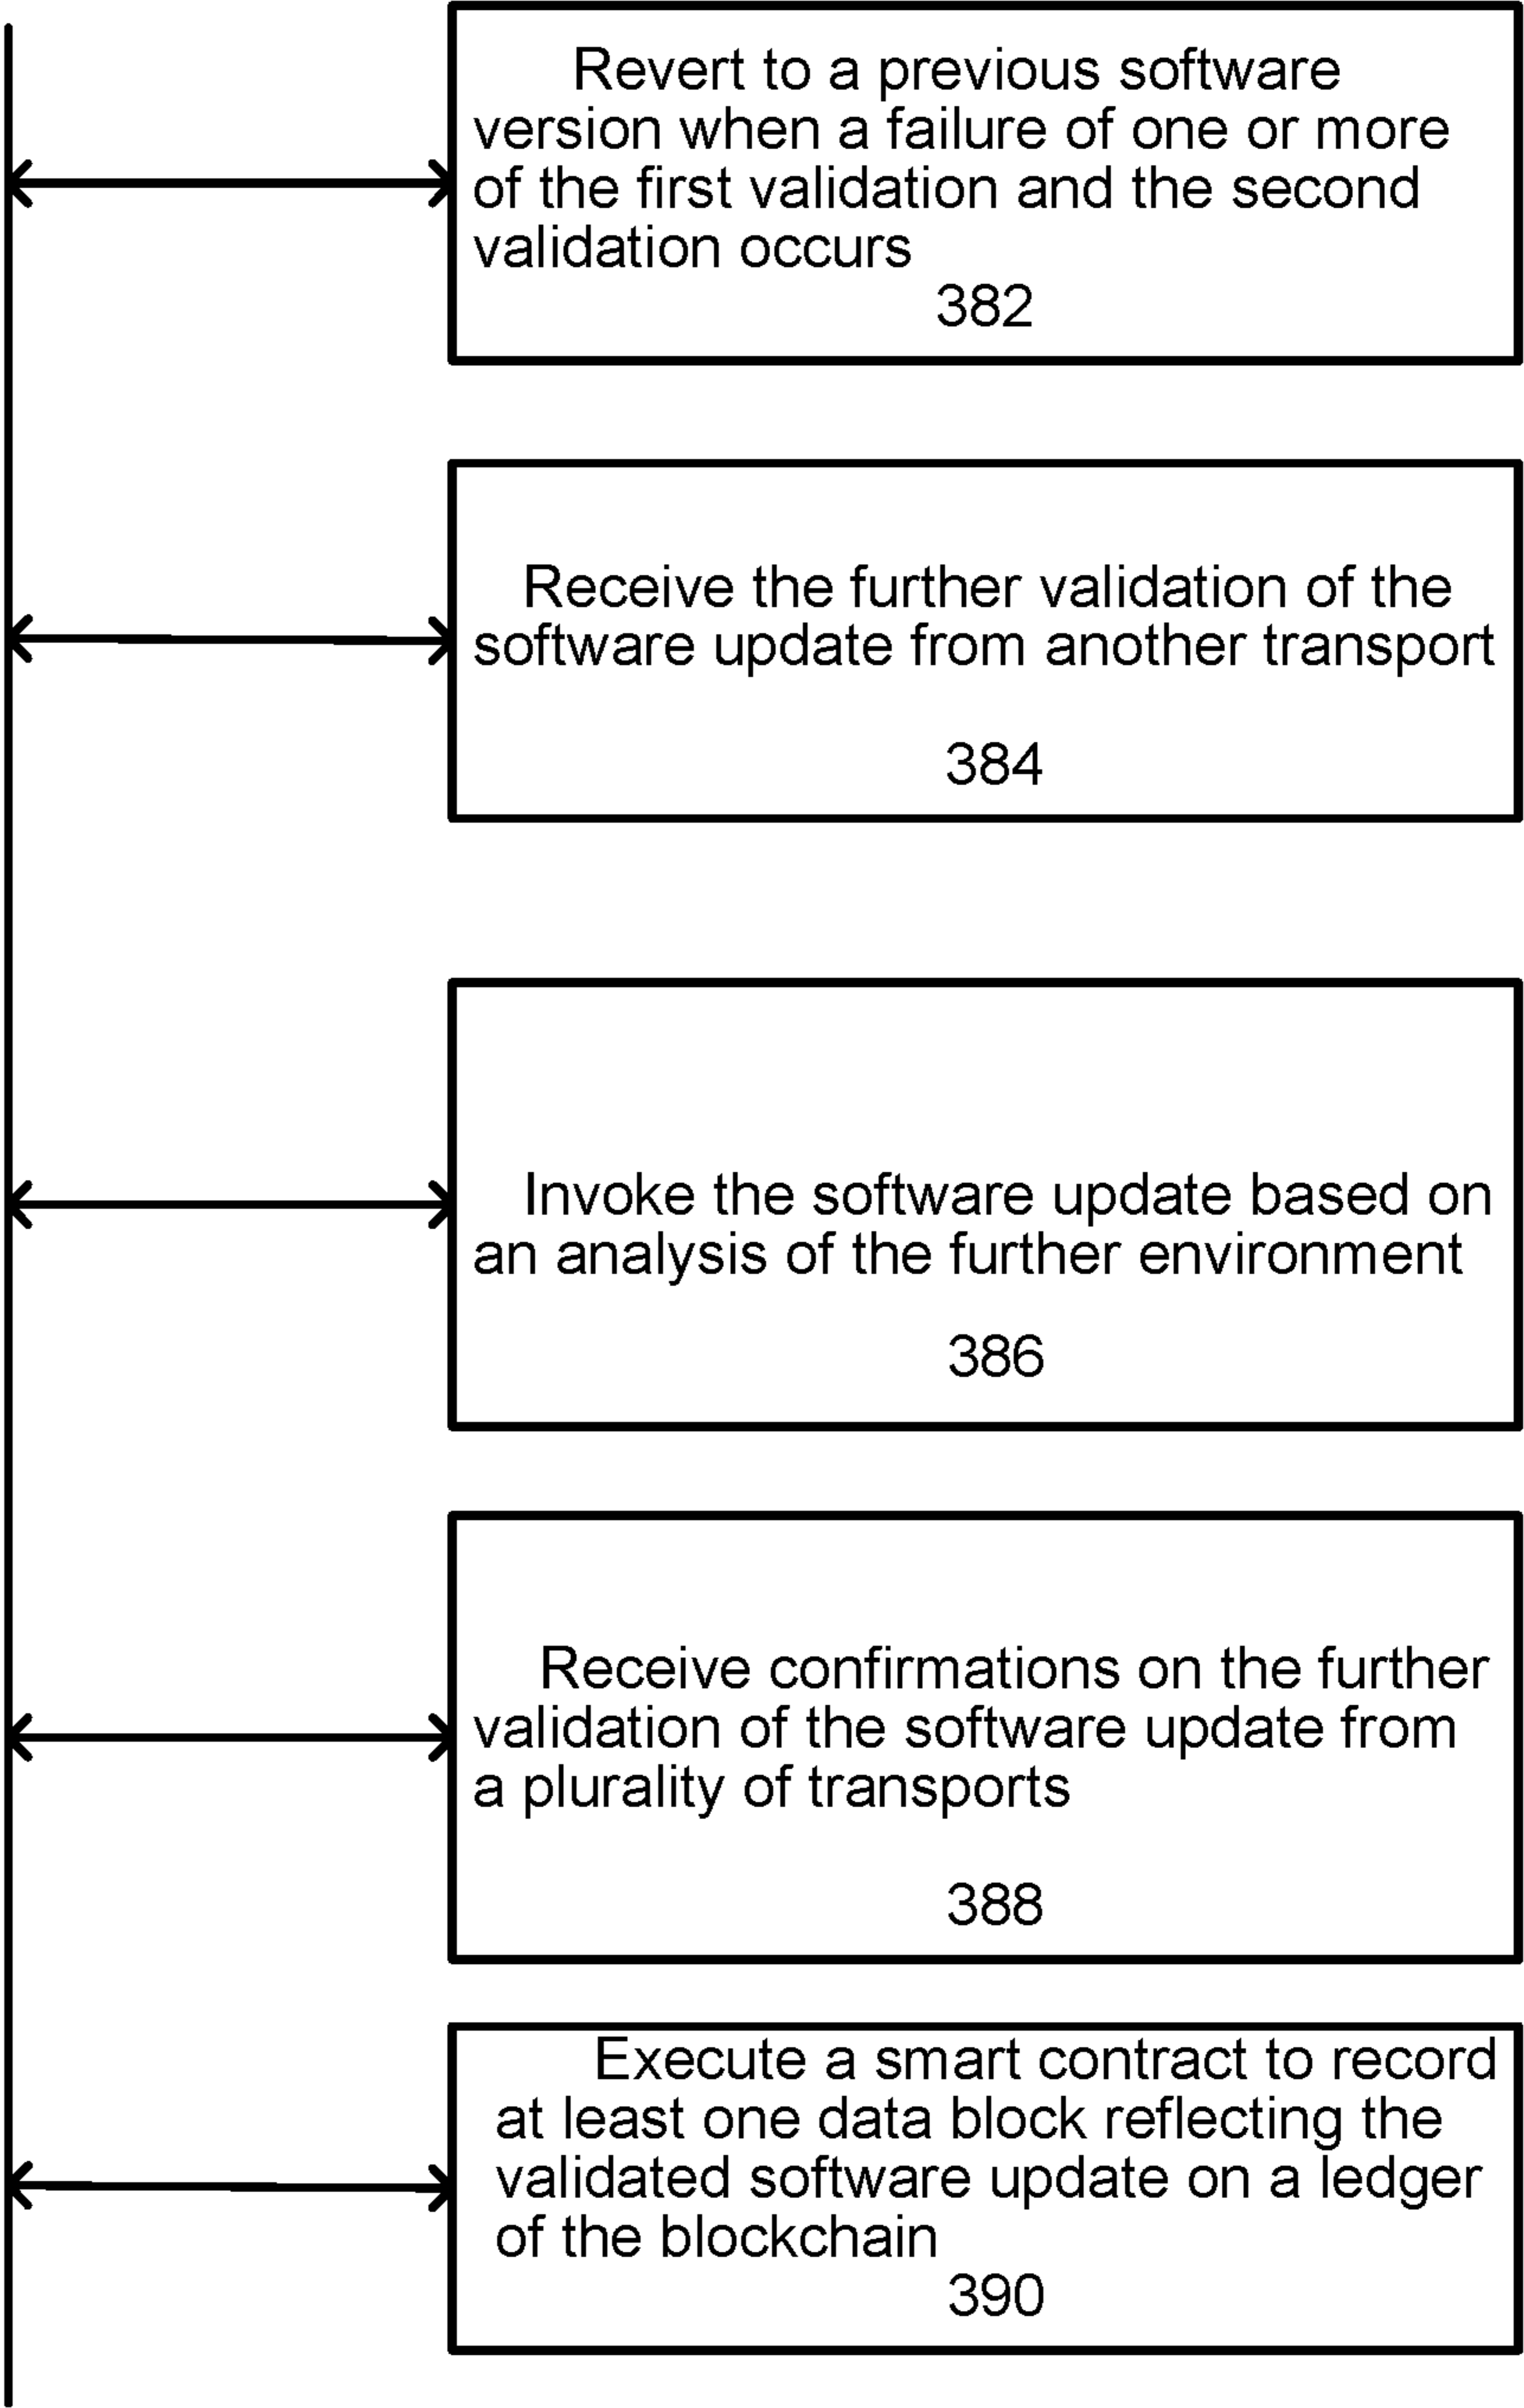 Revert to a previous software
version when a failure of one or more
of the first validation and the second
validation occurs
382
Receive the further validation of the
software update from another transport
384
Invoke the software update based on
an analysis of the further environment
386
Receive confirmations on the further
validation of the software update from
a plurality of transports
388
Execute a smart contract to record
at least one data block reflecting the
validated software update on a ledger
of the blockchain
390